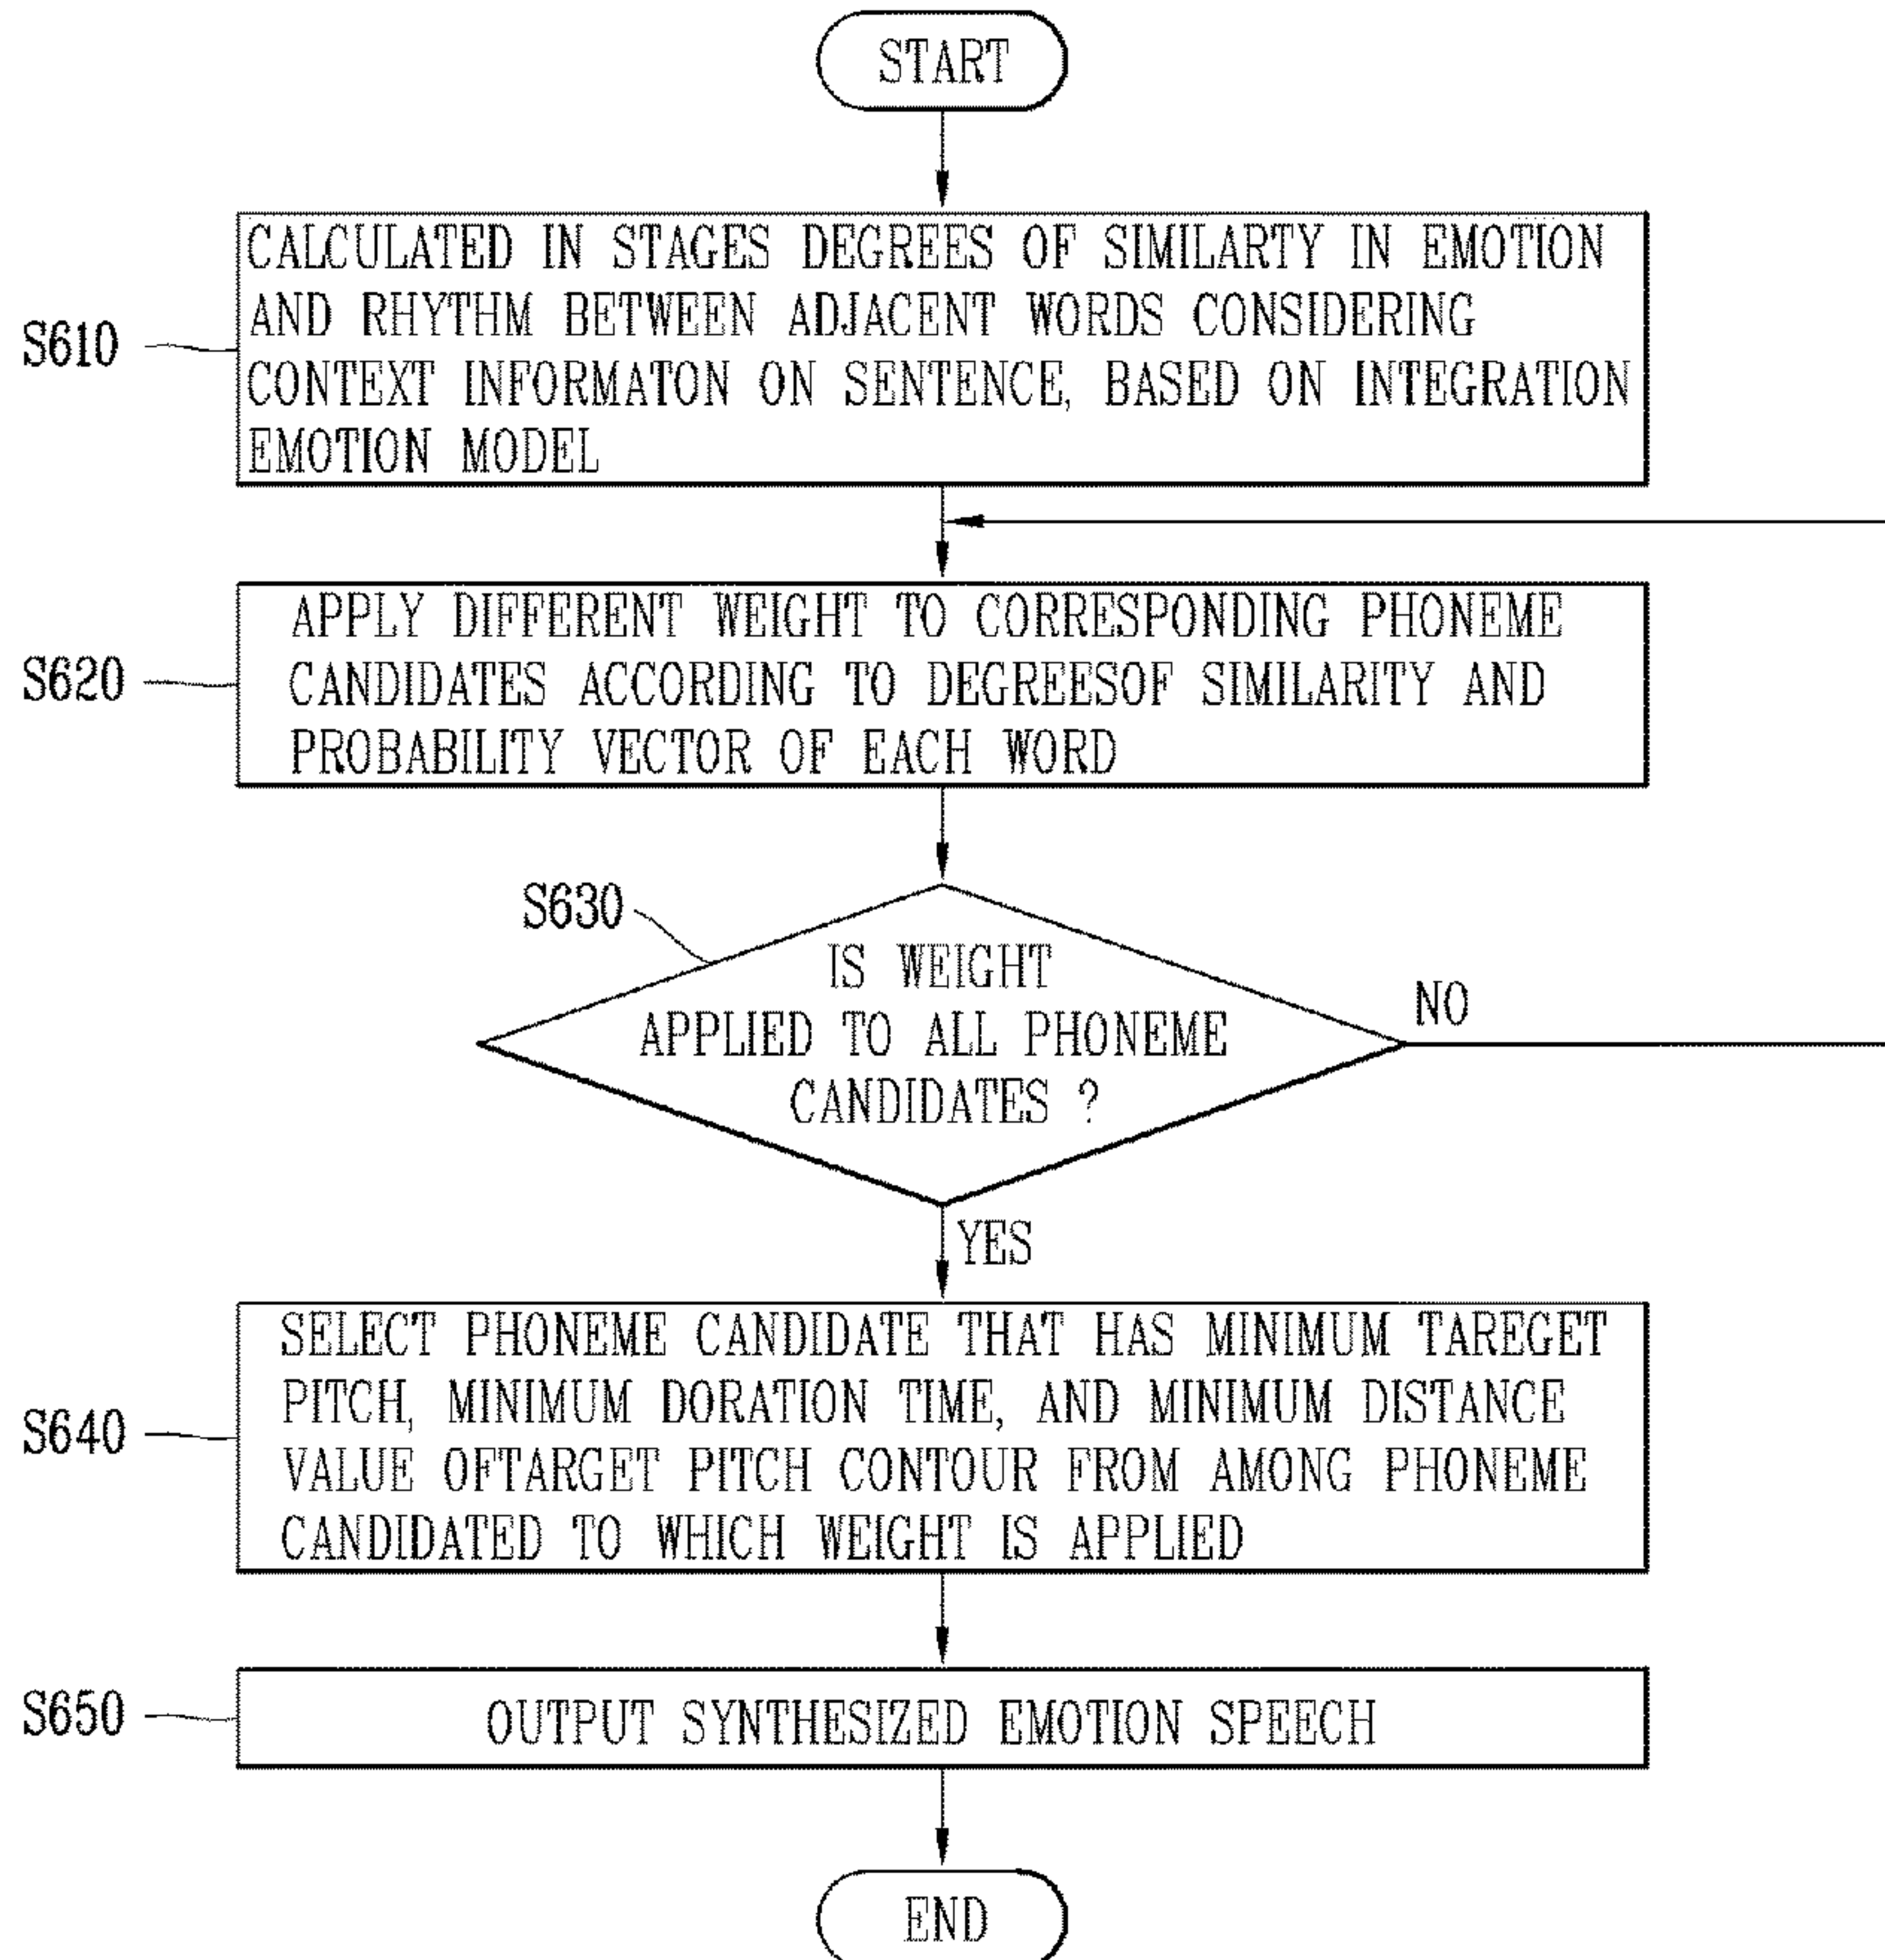 START
S610
CALCULATED IN STAGES DEGREES OF SIMILARTY IN EMOTION
AND RHYTHM BETWEEN ADJACENT WORDS CONSIDERING
CONTEXT INFORMATON ON SENTENCE, BASED ON INTEGRATION
EMOTION MODEL
S620
APPLY DIFFERENT WEIGHT TO CORRESPONDING PHONEME
CANDIDATES ACCORDING TO DEGREESOF SIMILARITY AND
PROBABILITY VECTOR OF EACH WORD
S630
IS WEIGHT
APPLIED TO ALL PHONEME
CANDIDATES ?
NO
YES
S640
SELECT PHONEME CANDIDATE THAT HAS MINIMUM TAREGET
PITCH, MINIMUM DORATION TIME, AND MINIMUM DISTANCE
VALUE OFTARGET PITCH CONTOUR FROM AMONG PHONEME
CANDIDATED TO WHICH WEIGHT IS APPLIED
S650
OUTPUT SYNTHESIZED EMOTION SPEECH
END